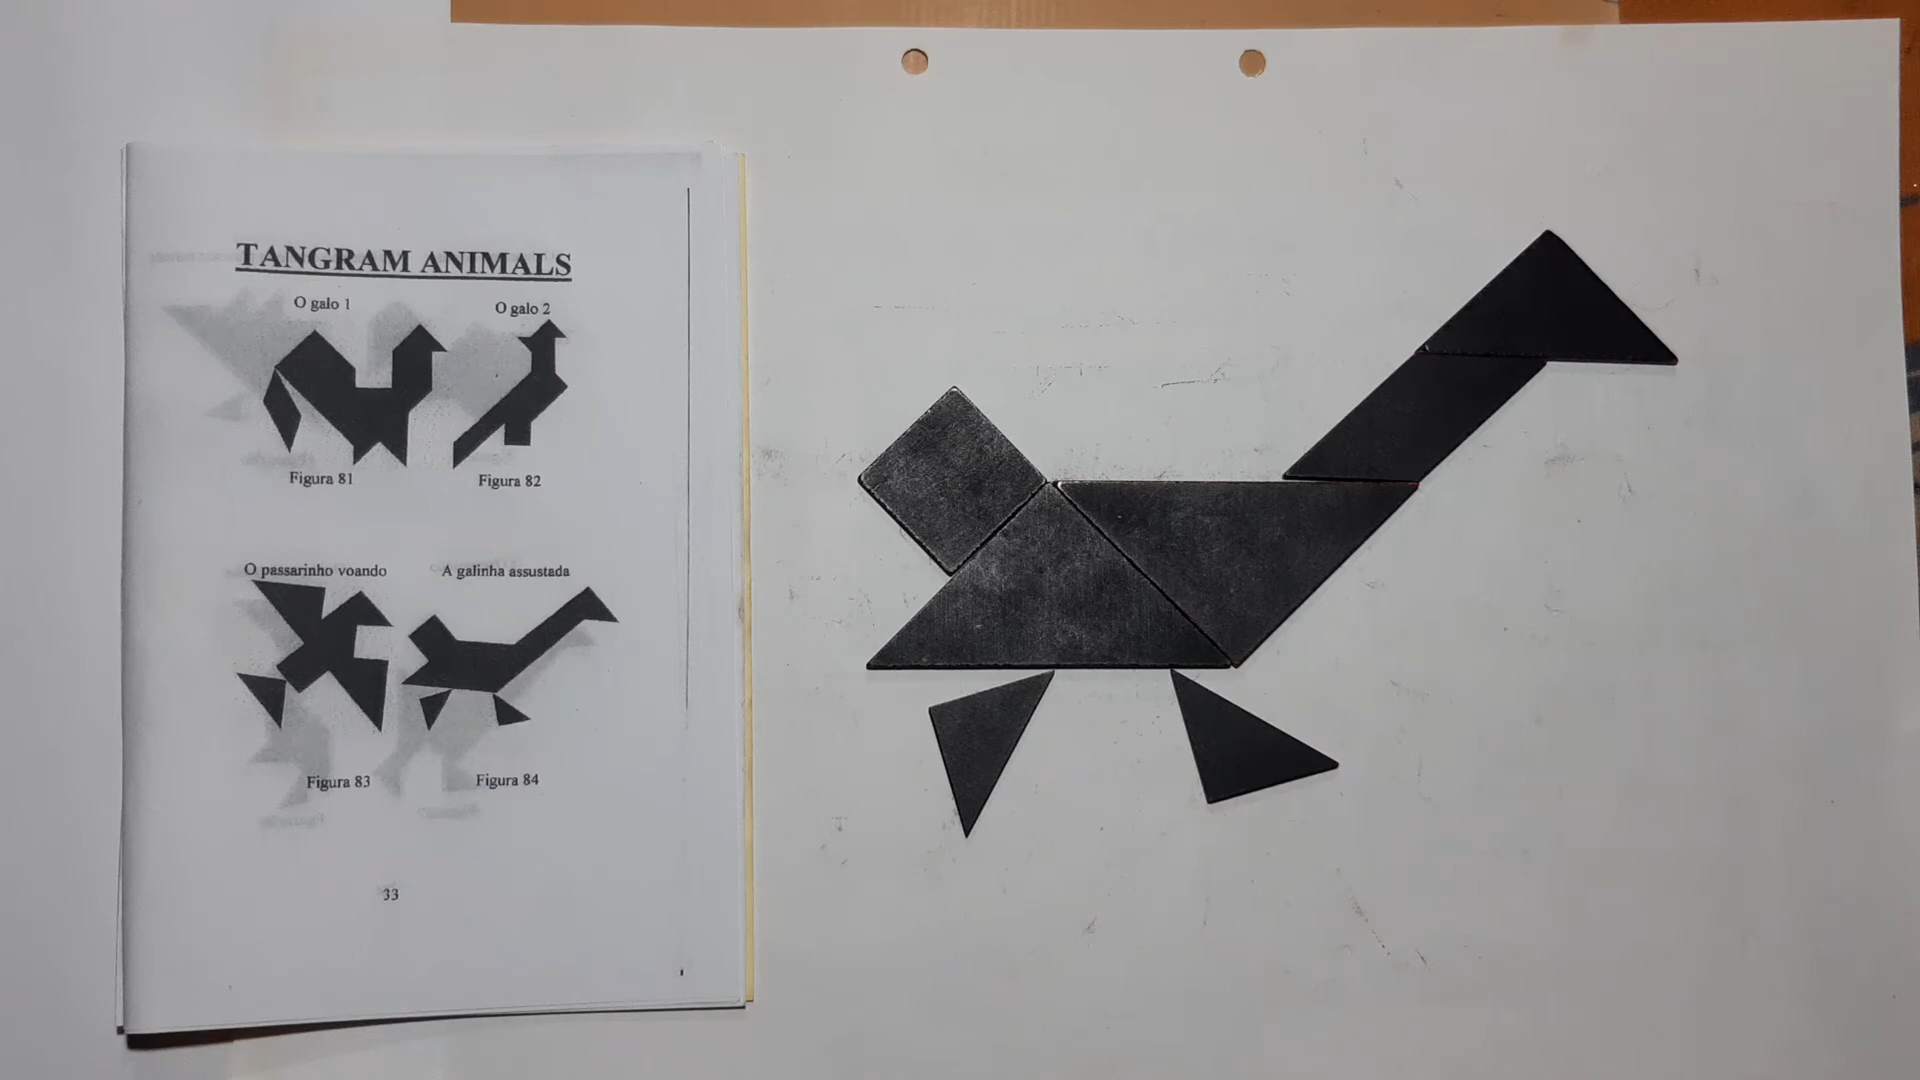 TANGRAM ANIMALS
O galo 1
O galo 2
Figura 81
Figura 82
O passarinho voando
A galinha assustada
Figura 83
Figura 84
33